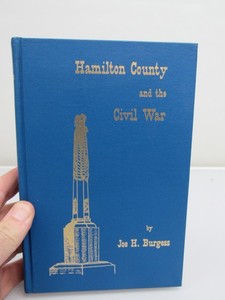 Hamilton County
and the
Civil War
by
Joe H. Burgess